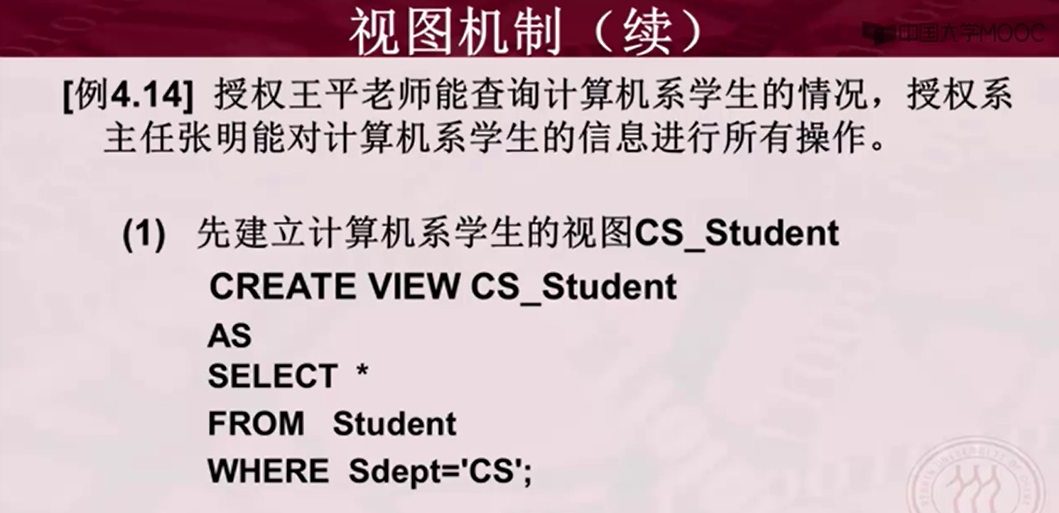 视图机制（续）
中国大学MOOC
[例4.14] 授权王平老师能查询计算机系学生的情况，授权系
主任张明能对计算机系学生的信息进行所有操作。
(1) 先建立计算机系学生的视图CS_Student
CREATE VIEW CS_Student
AS
SELECT *
FROM Student
WHERE Sdept='CS';